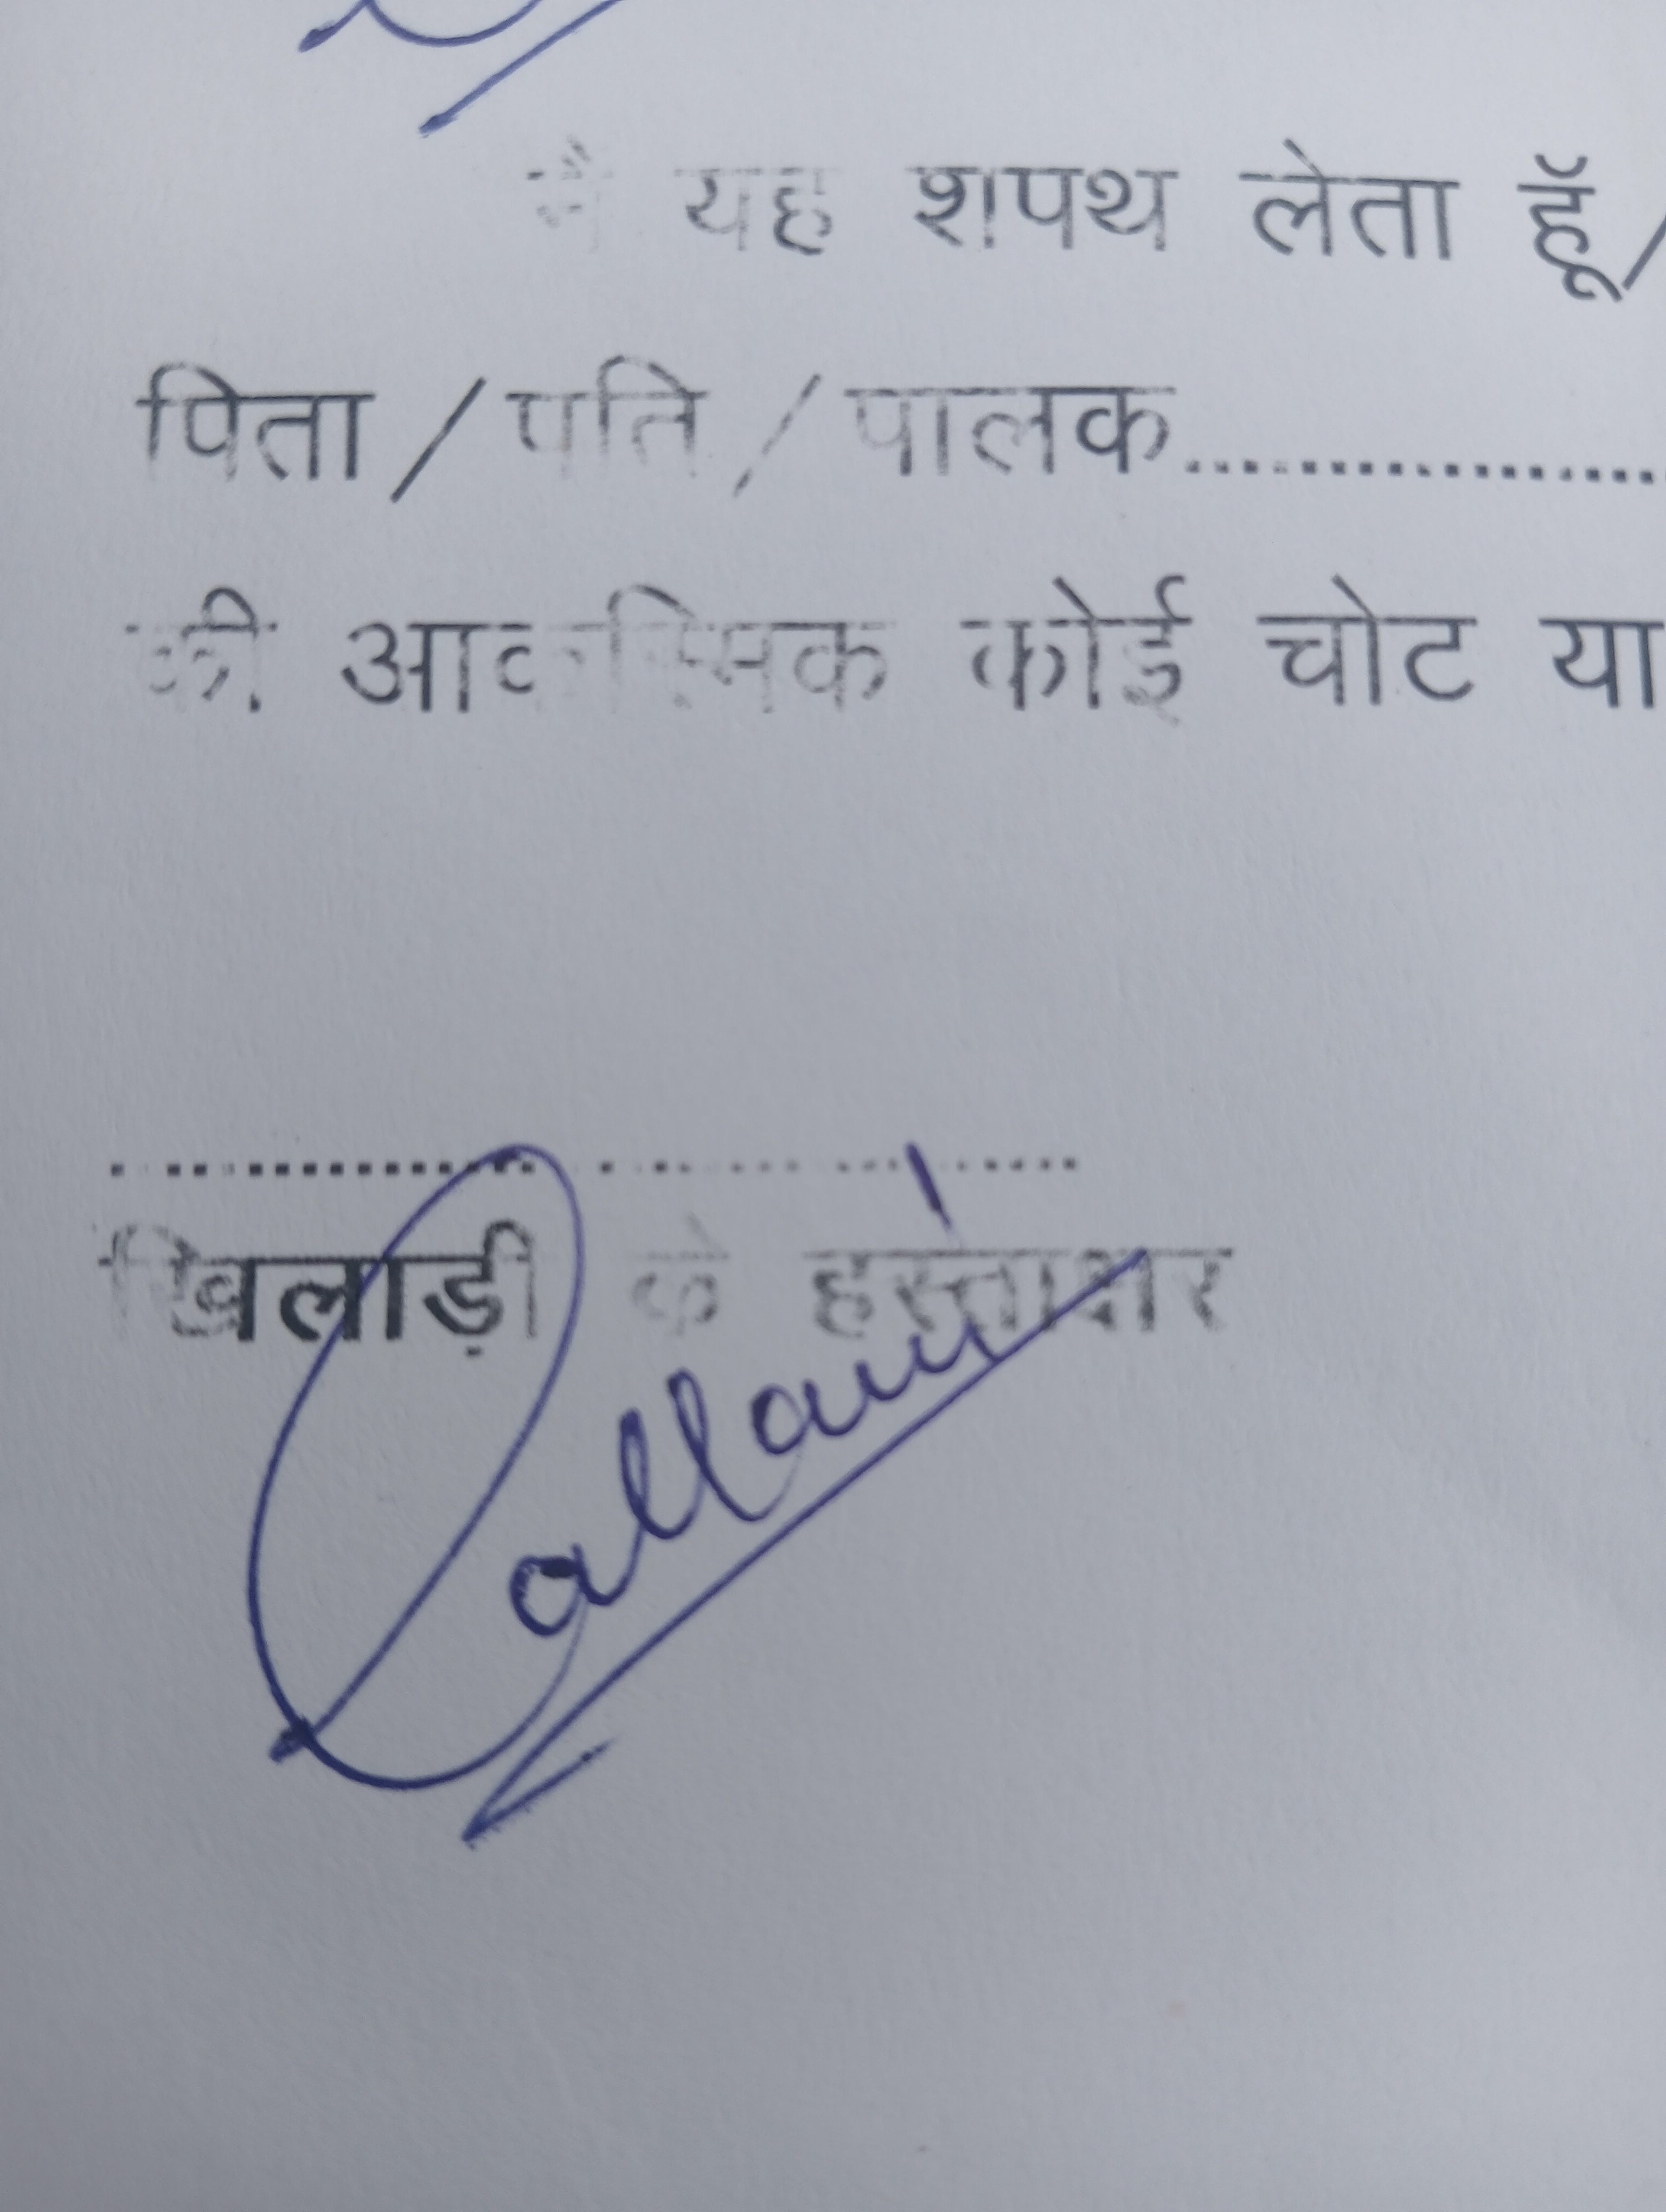 मैं यह शपथ लेता हूॅं/
पिता/पति/पालक....................
की आकस्मिक कोई चोट या
....................................
खिलाड़ी के हस्ताक्षर